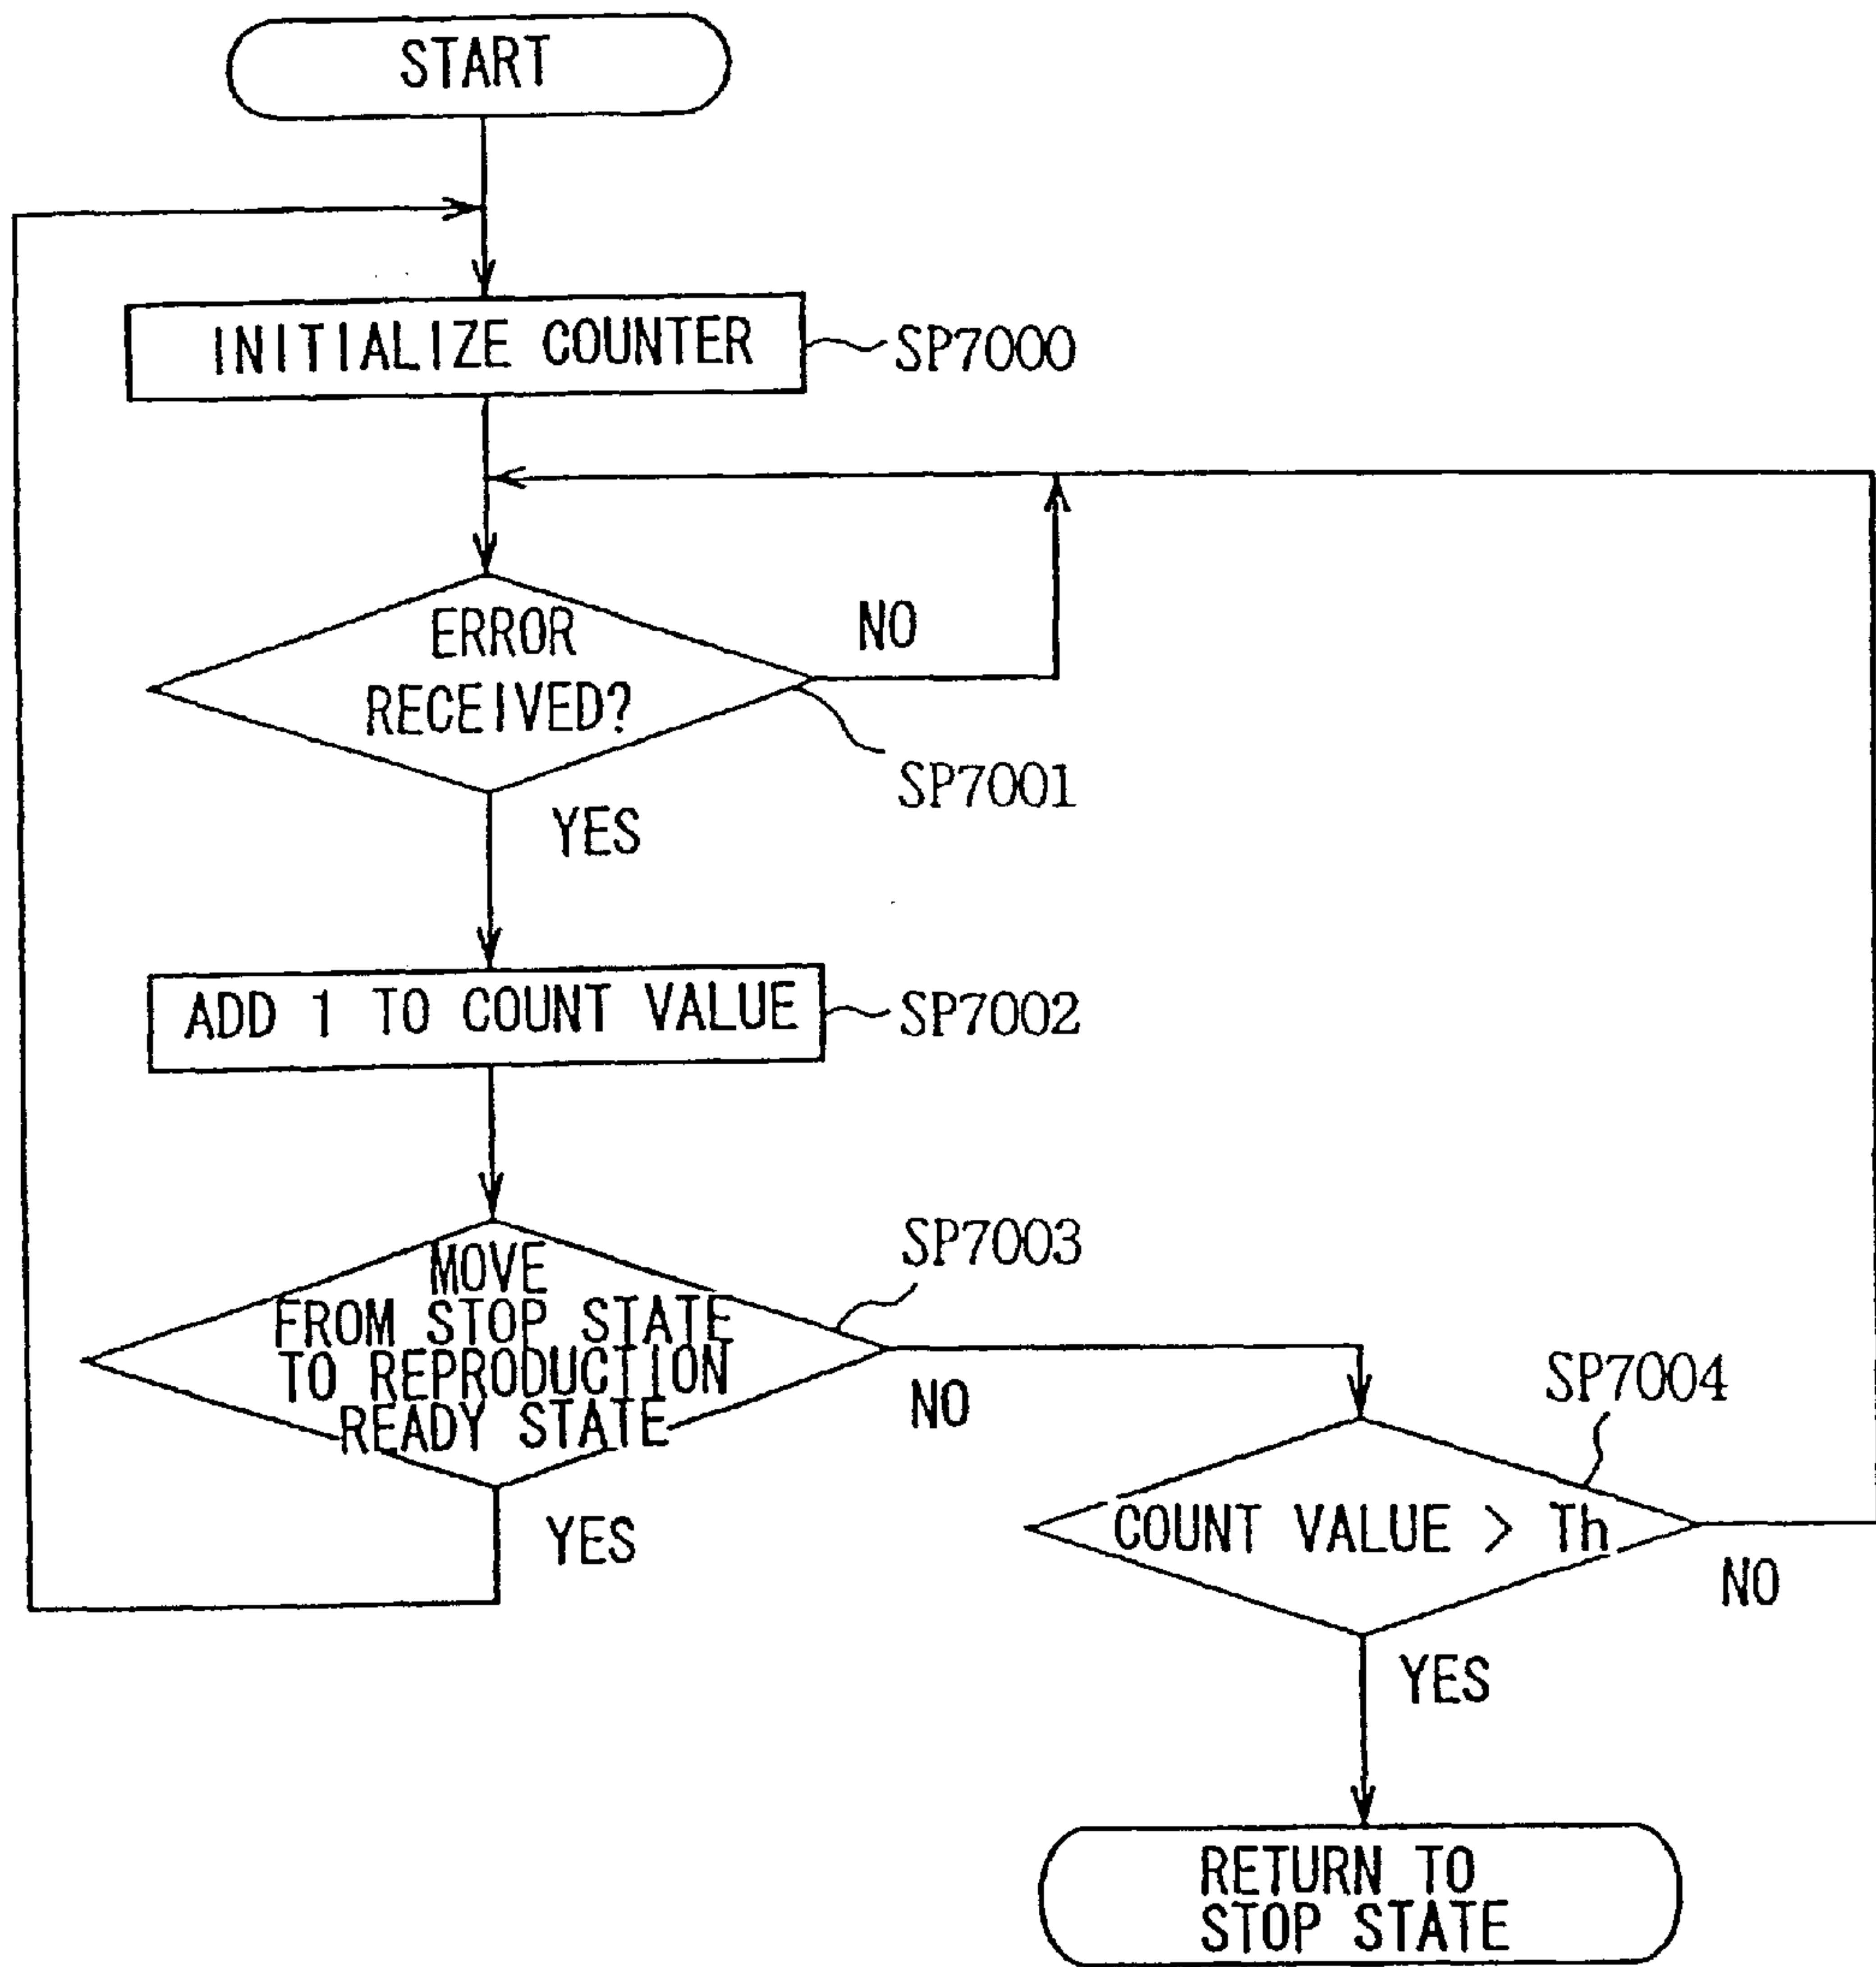 START
INITIALIZE COUNTER
SP7000
ERROR
RECEIVED?
NO
SP7001
YES
ADD 1 TO COUNT VALUE
SP7002
MOVE
FROM STOP STATE
TO REPRODUCTION
READY STATE
SP7003
NO
YES
SP7004
COUNT VALUE > Th
NO
YES
RETURN TO
STOP STATE